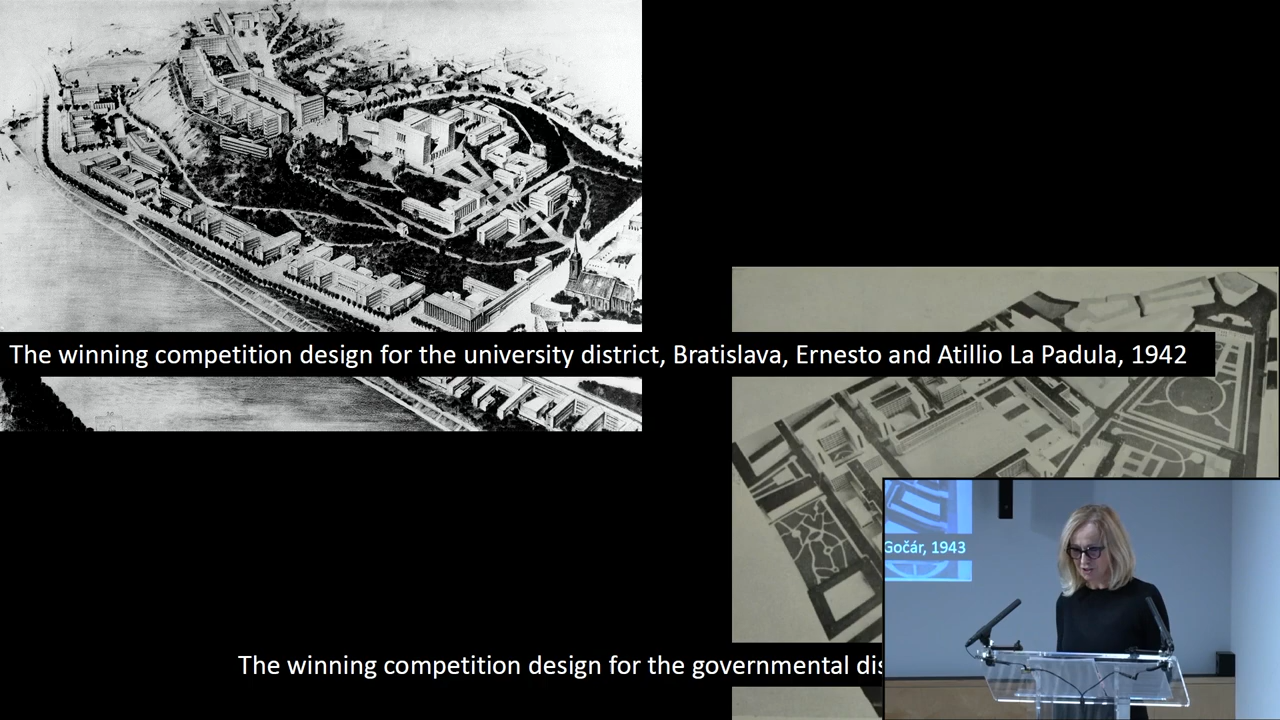 The winning competition design for the university district, Bratislava, Ernesto and Atillio La Padula, 1942
Gočár, 1943
The winning competition design for the governmental dis